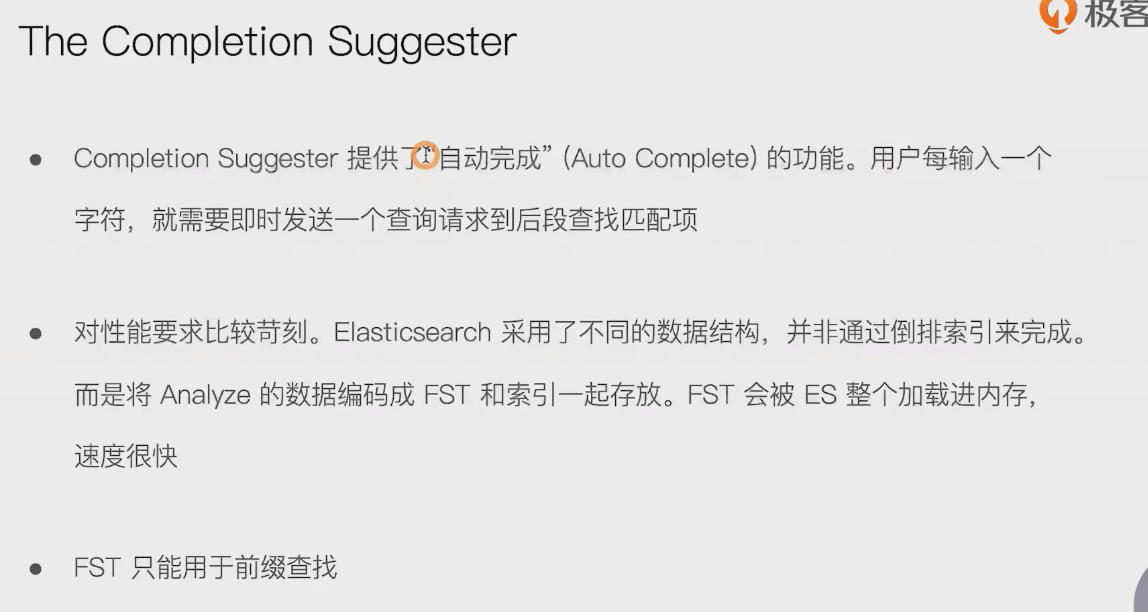 极客
The Completion Suggester
● Completion Suggester 提供了“自动完成” (Auto Complete) 的功能。用户每输入一个
字符，就需要即时发送一个查询请求到后段查找匹配项
● 对性能要求比较苛刻。Elasticsearch 采用了不同的数据结构，并非通过倒排索引来完成。
而是将 Analyze 的数据编码成 FST 和索引一起存放。FST 会被 ES 整个加载进内存，
速度很快
● FST 只能用于前缀查找